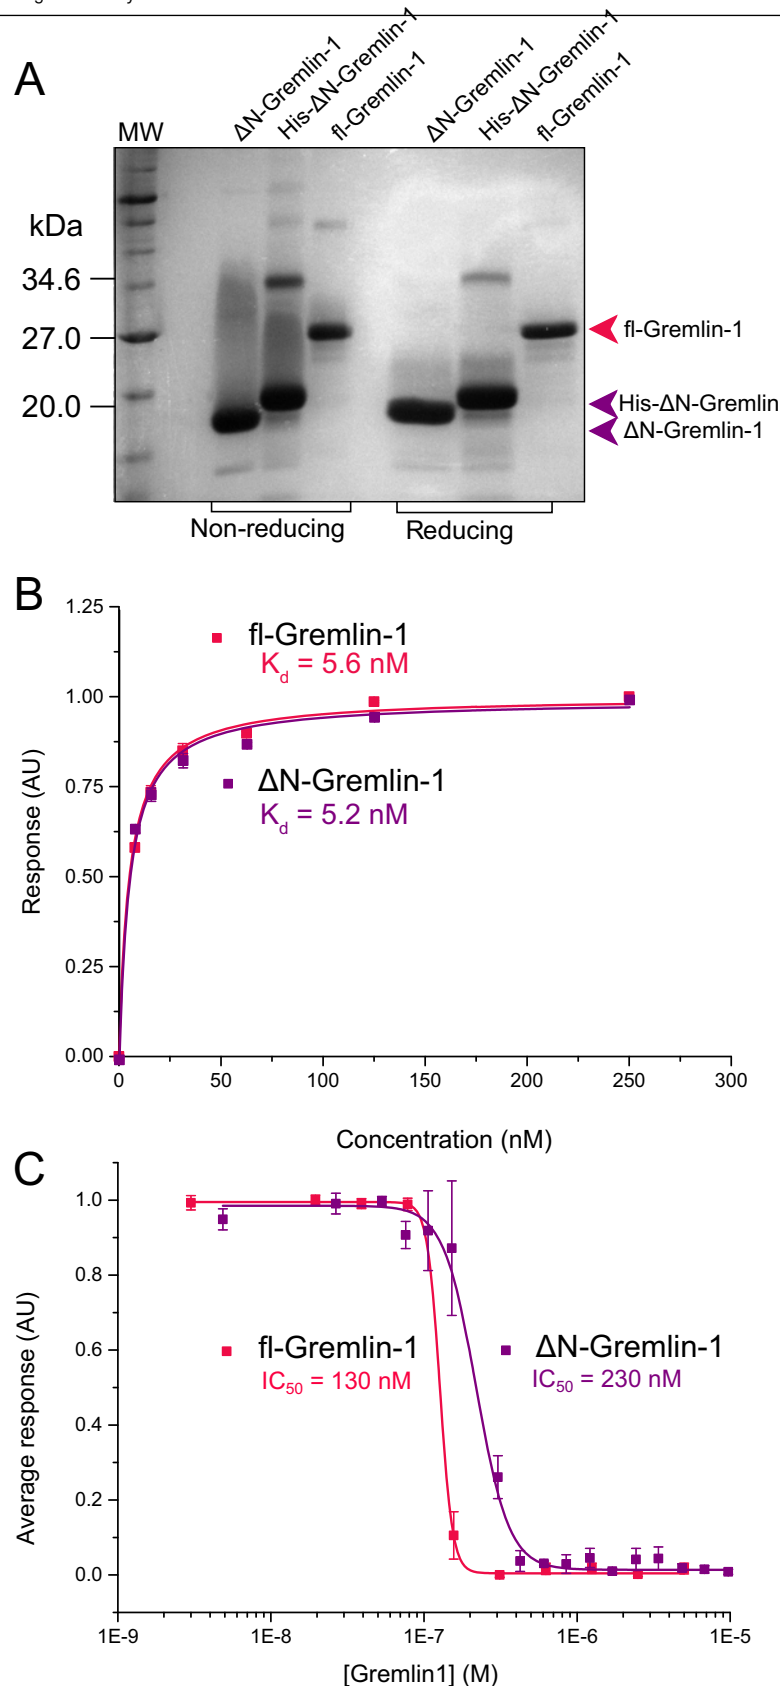 A
MW
ΔN-Gremlin-1
His-ΔN-Gremlin-1
fl-Gremlin-1
ΔN-Gremlin-1
His-ΔN-Gremlin-1
fl-Gremlin-1
kDa
34.6
27.0
20.0
fl-Gremlin-1
His-ΔN-Gremlin
ΔN-Gremlin-1
Non-reducing
Reducing
B
1.25
1.00
0.75
0.50
0.25
0.00
Response (AU)
fl-Gremlin-1
Kd = 5.6 nM
ΔN-Gremlin-1
Kd = 5.2 nM
0 50 100 150 200 250 300
Concentration (nM)
C
1.0
0.8
0.6
0.4
0.2
0.0
Average response (AU)
fl-Gremlin-1
IC50 = 130 nM
ΔN-Gremlin-1
IC50 = 230 nM
1E-9 1E-8 1E-7 1E-6 1E-5
[Gremlin1] (M)